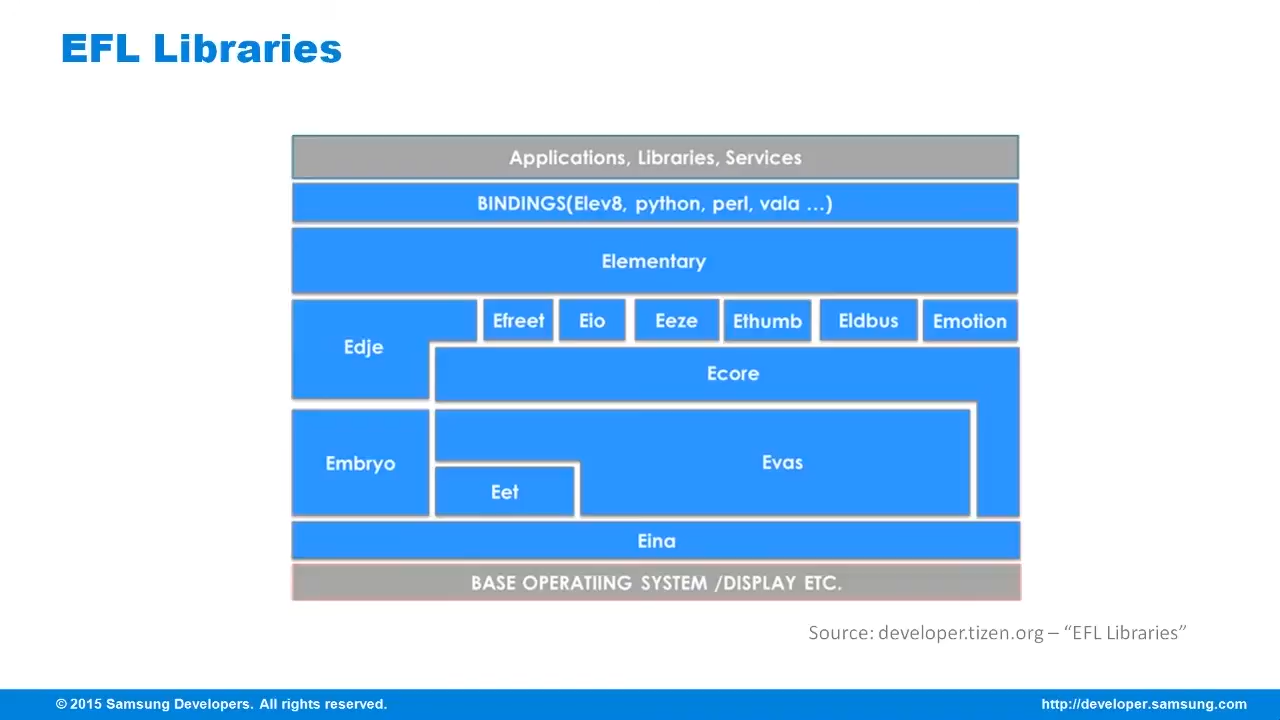 EFL Libraries
Applications, Libraries, Services
BINDINGS(Elev8, python, perl, vala ...)
Elementary
Edje
Efreet
Eio
Eeze
Ethumb
Eldbus
Emotion
Ecore
Embryo
Evas
Eet
Eina
BASE OPERATIING SYSTEM /DISPLAY ETC.
Source: developer.tizen.org – “EFL Libraries”
© 2015 Samsung Developers. All rights reserved.
http://developer.samsung.com